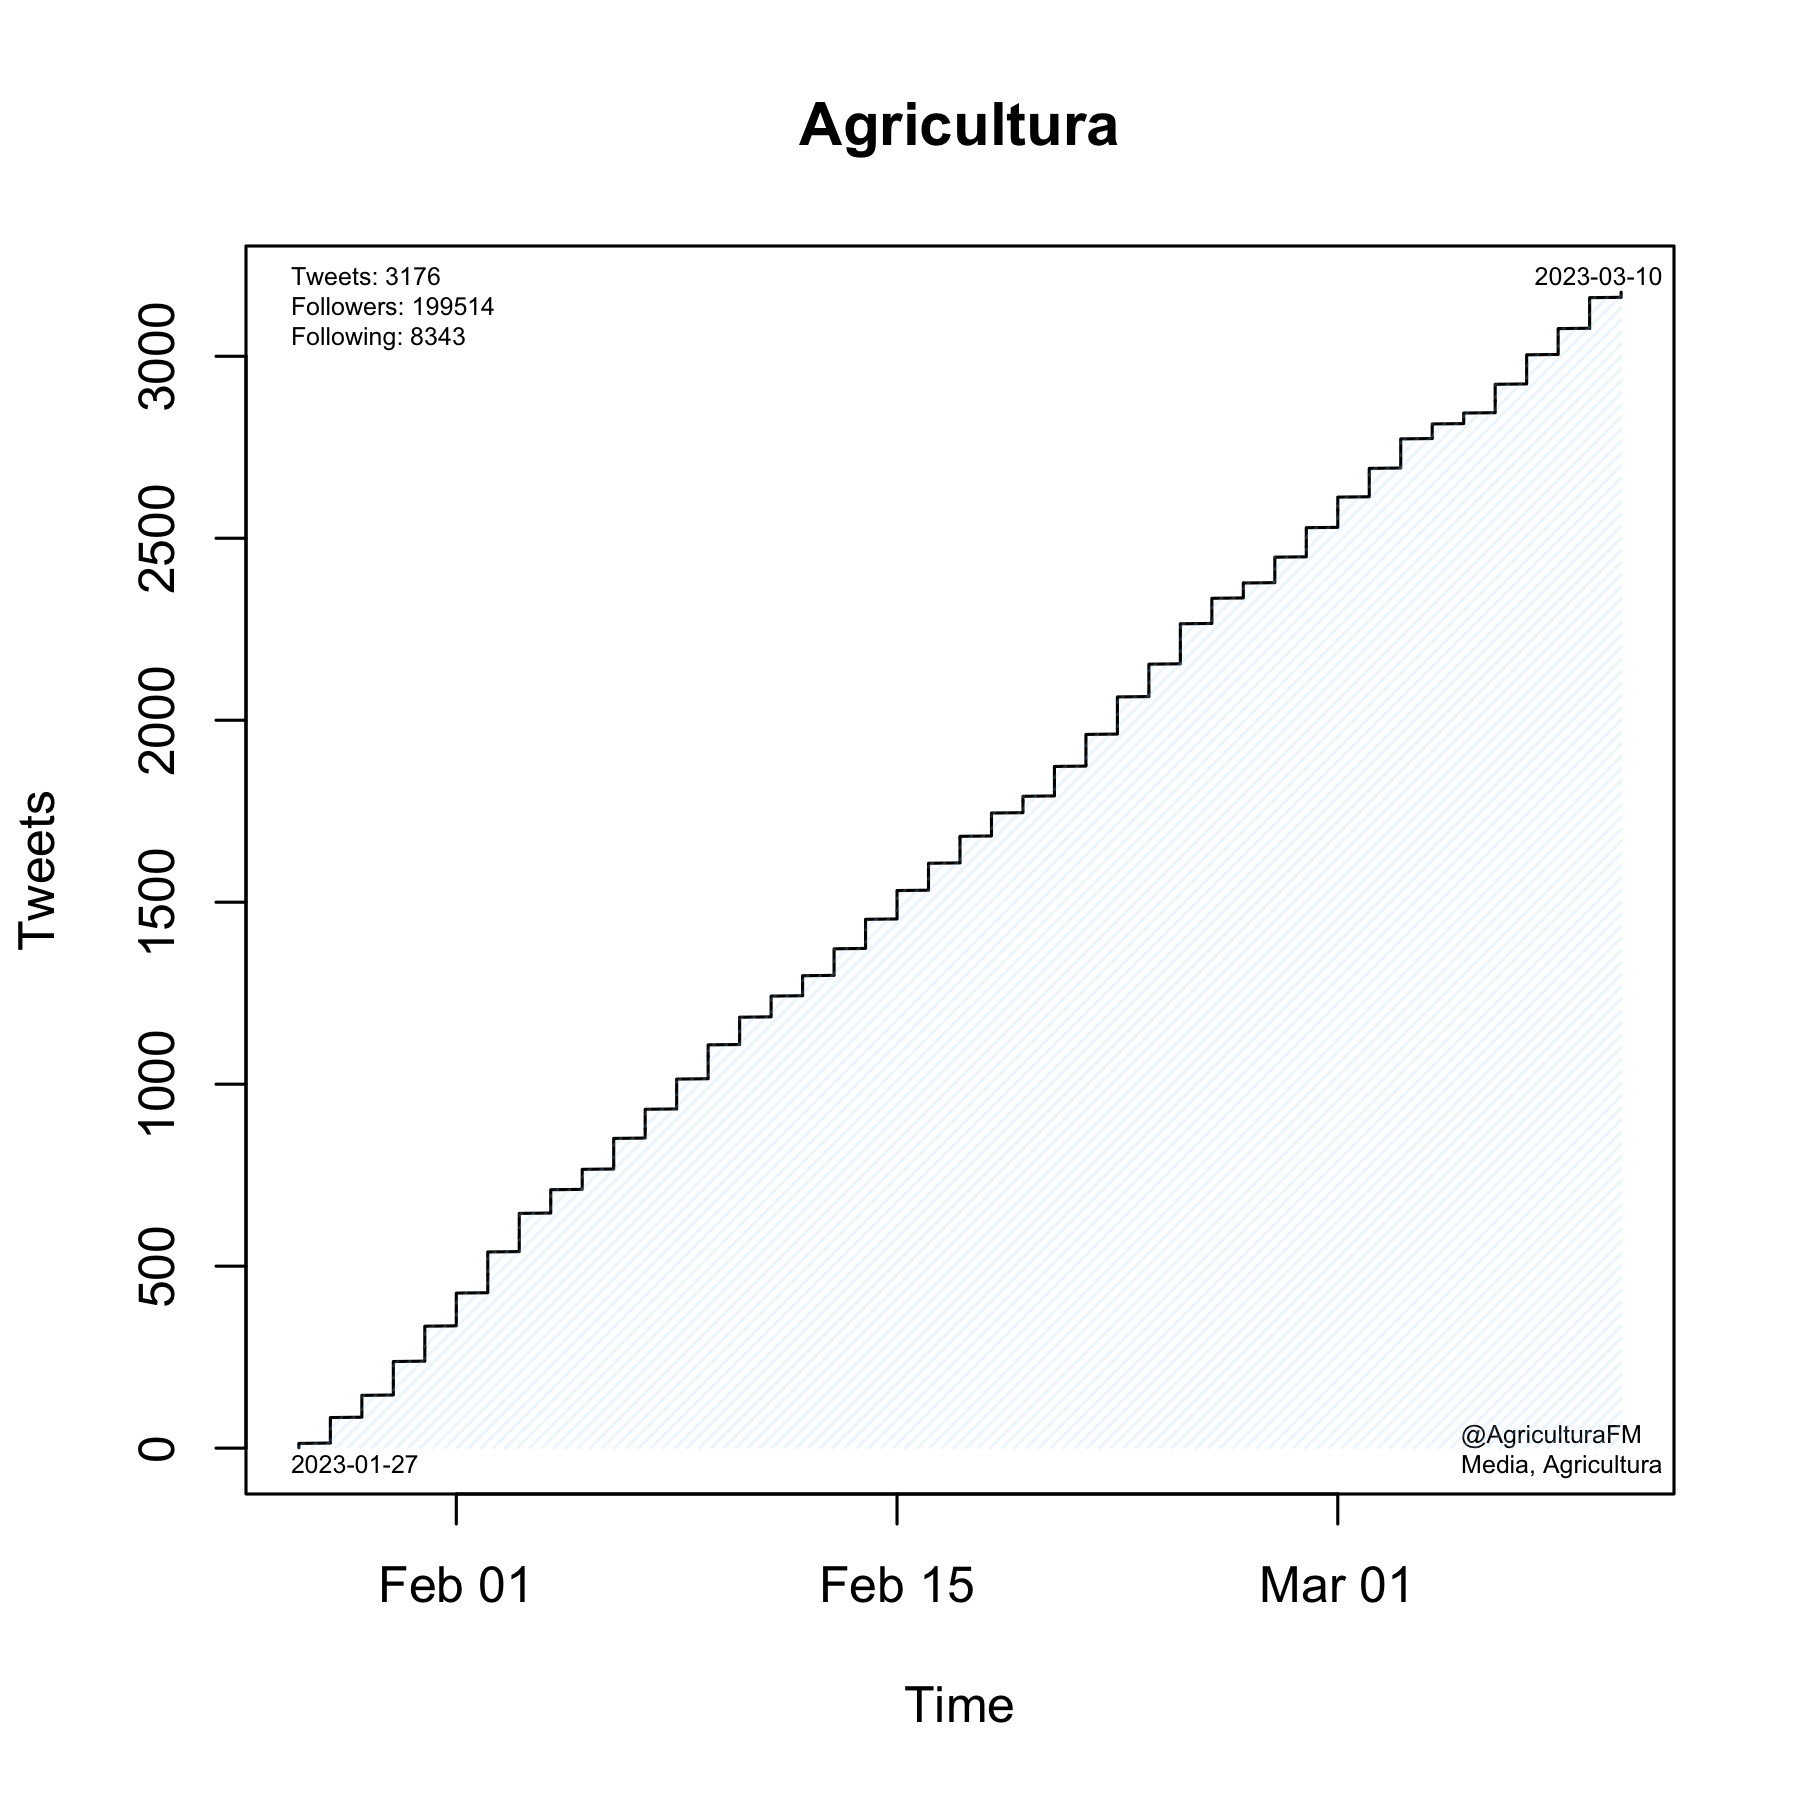 Agricultura
Tweets: 3176
Followers: 199514
Following: 8343
2023-03-10
3000
2500
2000
1500
1000
500
0
Tweets
2023-01-27
@AgriculturaFM
Media, Agricultura
Feb 01
Feb 15
Mar 01
Time